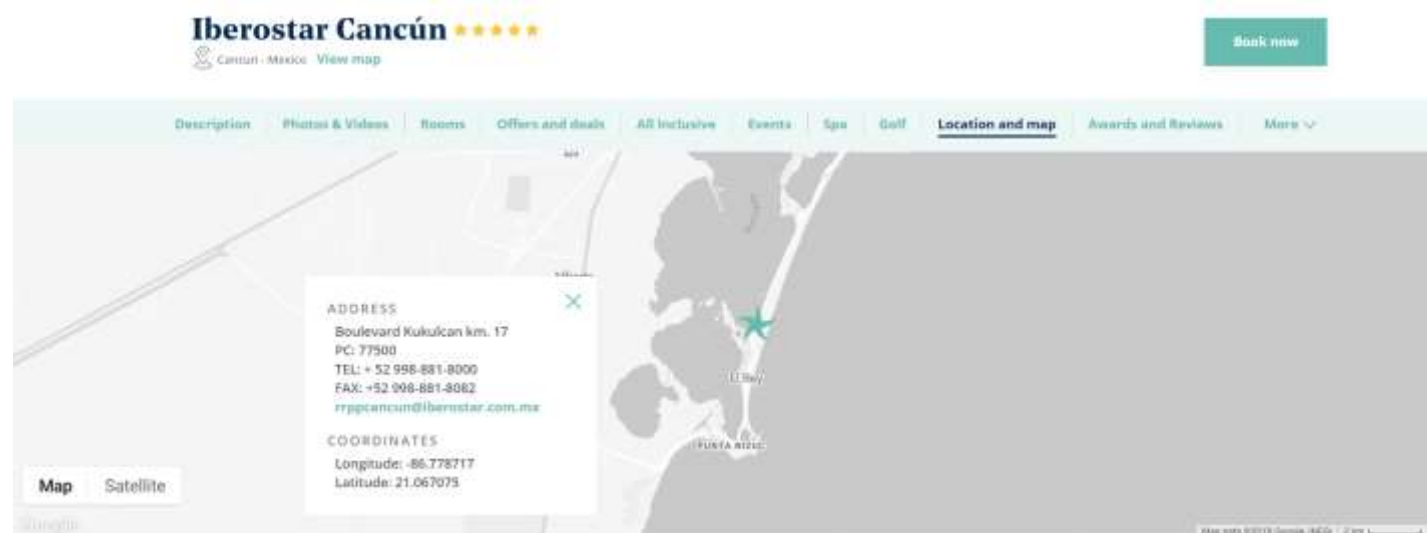 Iberostar Cancún
Cancun - Mexico View map
Book now
Description Photos & Videos Rooms Offers and deals All Inclusive Events Spa Golf Location and map Awards and Reviews More
ADDRESS
Boulevard Kukulcan km. 17
PC: 77500
TEL: + 52 998-881-8000
FAX: +52 998-881-8082
rrppcancun@iberostar.com.mx
COORDINATES
Longitude: -86.778717
Latitude: 21.067075
El Rey
PUNTA NIZUC
Map Satellite
Google